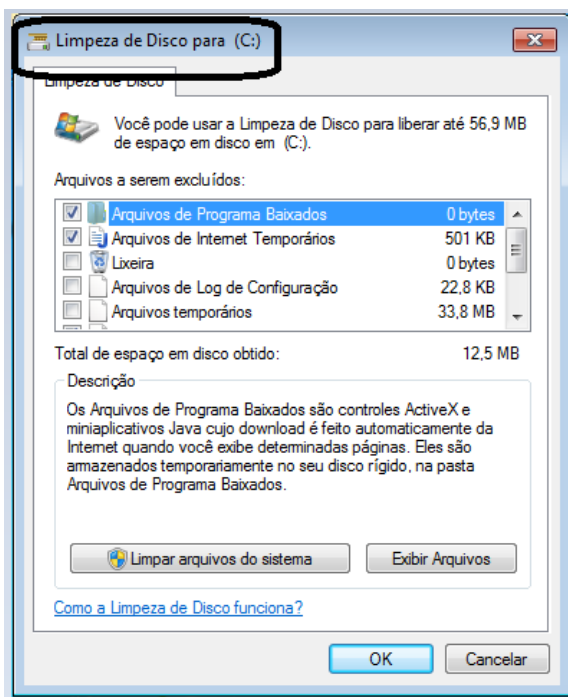 Limpeza de Disco para (C:)
Limpeza de Disco
Você pode usar a Limpeza de Disco para liberar até 56,9 MB
de espaço em disco em (C:).
Arquivos a serem excluídos:
Arquivos de Programa Baixados 0 bytes
Arquivos de Internet Temporários 501 KB
Lixeira 0 bytes
Arquivos de Log de Configuração 22,8 KB
Arquivos temporários 33,8 MB
Total de espaço em disco obtido: 12,5 MB
Descrição
Os Arquivos de Programa Baixados são controles ActiveX e
miniaplicativos Java cujo download é feito automaticamente da
Internet quando você exibe determinadas páginas. Eles são
armazenados temporariamente no seu disco rígido, na pasta
Arquivos de Programa Baixados.
Limpar arquivos do sistema Exibir Arquivos
Como a Limpeza de Disco funciona?
OK Cancelar